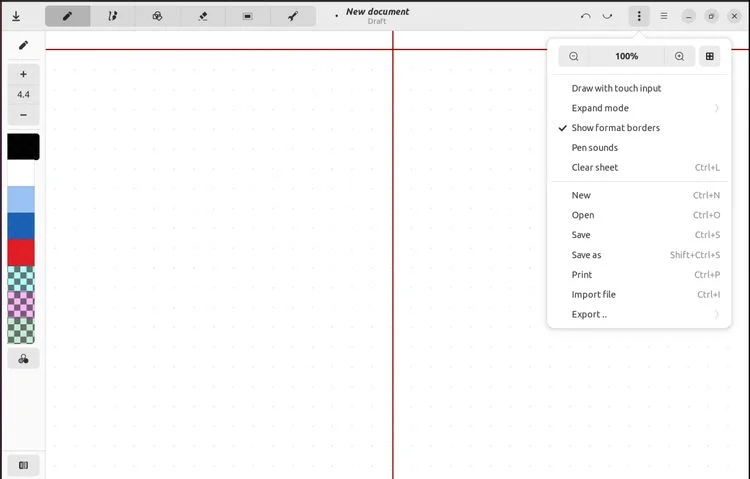 New document
Draft
100%
4.4
Draw with touch input
Expand mode
Show format borders
Pen sounds
Clear sheet Ctrl+L
New Ctrl+N
Open Ctrl+O
Save Ctrl+S
Save as Shift+Ctrl+S
Print Ctrl+P
Import file Ctrl+I
Export ..